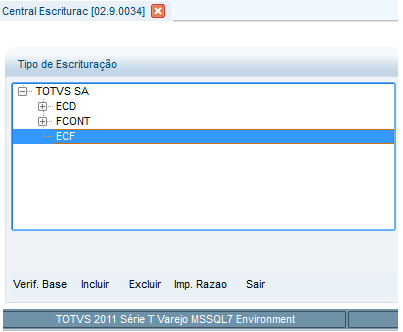 Central Escriturac [02.9.0034]
Tipo de Escrituração
TOTVS SA
ECD
FCONT
ECF
Verif. Base Incluir Excluir Imp. Razao Sair
TOTVS 2011 Série T Varejo MSSQL7 Environment